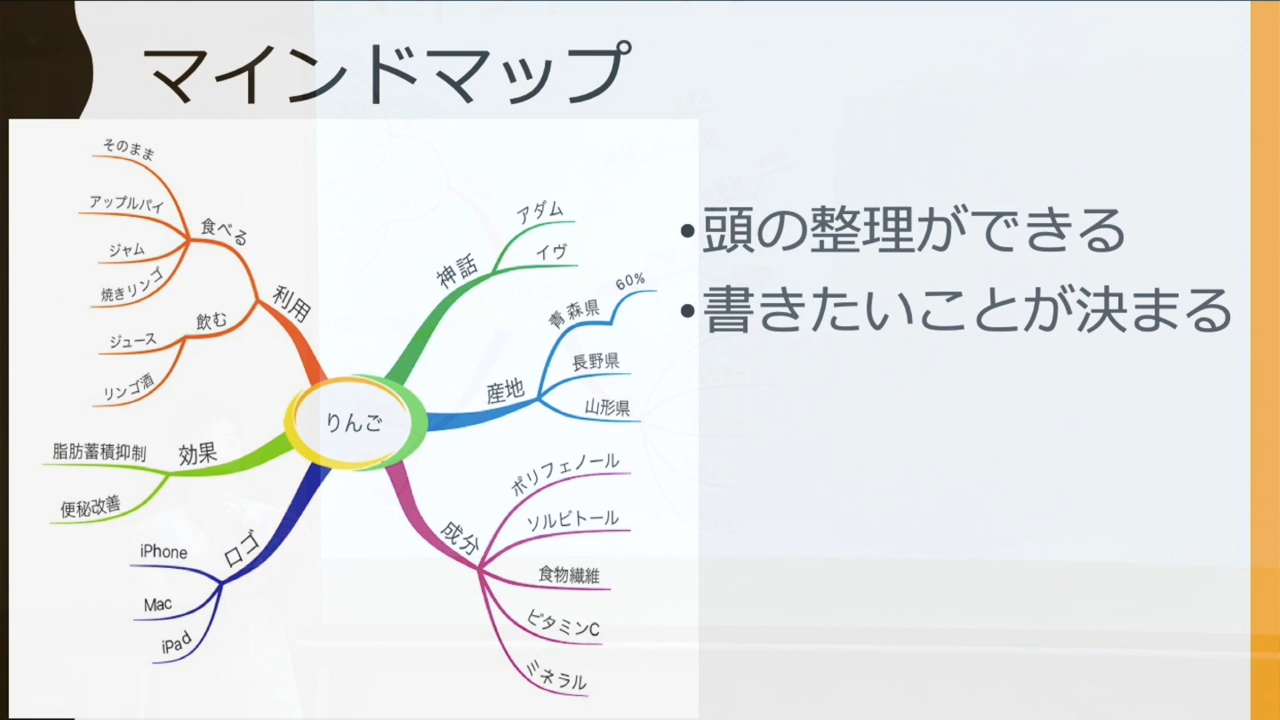 マインドマップ
そのまま
アップルパイ
ジャム
焼きリンゴ
食べる
ジュース
リンゴ酒
飲む
利用
脂肪蓄積抑制
便秘改善
効果
iPhone
Mac
iPad
ロゴ
りんご
神話
アダム
イヴ
産地
青森県
60%
長野県
山形県
成分
ポリフェノール
ソルビトール
食物繊維
ビタミンC
ミネラル
•頭の整理ができる
•書きたいことが決まる